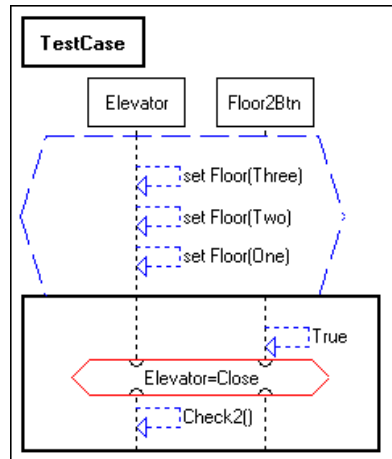 TestCase
Elevator
Floor2Btn
set Floor(Three)
set Floor(Two)
set Floor(One)
True
Elevator=Close
Check2()